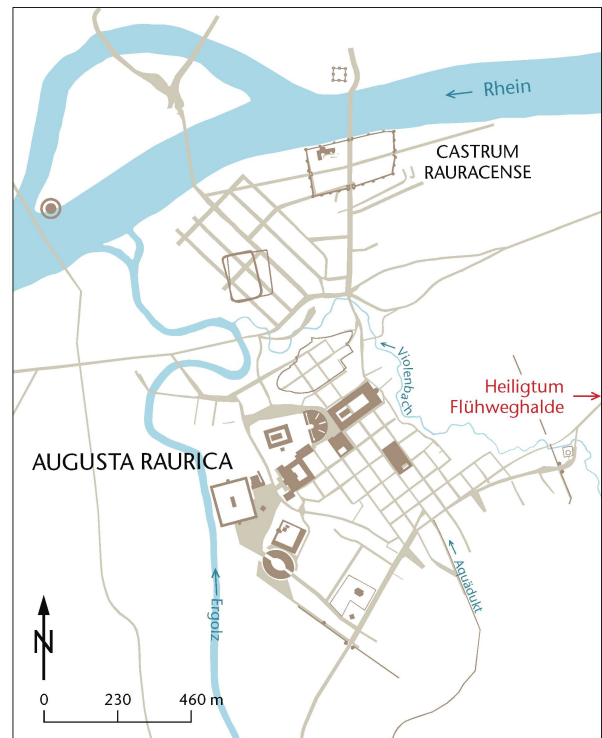 Rhein
CASTRUM
RAURACENSE
Violenbach
Heiligtum
Flühweghalde
AUGUSTA RAURICA
Aquädukt
Ergolz
N
0 230 460 m